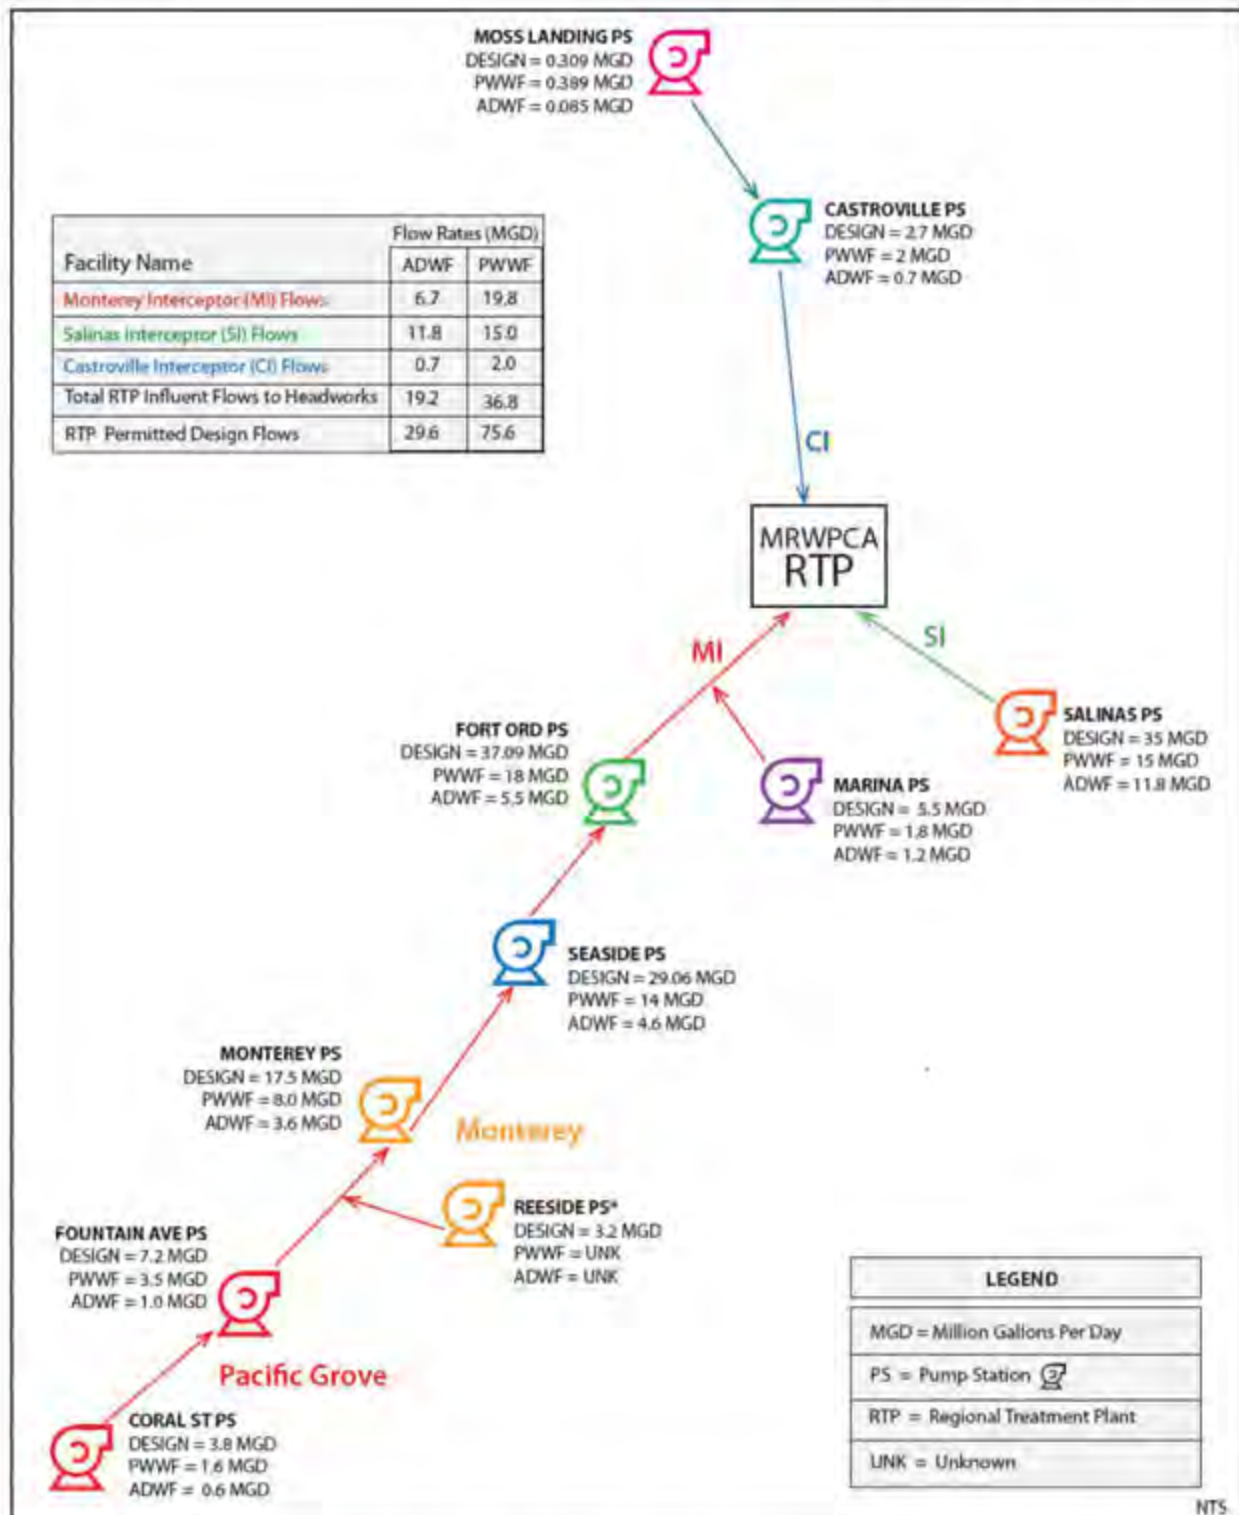 MOSS LANDING PS
DESIGN = 0.309 MGD
PWWF = 0.389 MGD
ADWF = 0.085 MGD
CASTROVILLE PS
DESIGN = 2.7 MGD
PWWF = 2 MGD
ADWF = 0.7 MGD
Flow Rates (MGD)
Facility Name ADWF PWWF
Monterey Interceptor (MI) Flows 6.7 19.8
Salinas Interceptor (SI) Flows 11.8 15.0
Castroville Interceptor (CI) Flows 0.7 2.0
Total RTP Influent Flows to Headworks 19.2 36.8
RTP Permitted Design Flows 29.6 75.6
CI
MRWPCA
RTP
MI
SI
FORT ORD PS
DESIGN = 37.09 MGD
PWWF = 18 MGD
ADWF = 5.5 MGD
SALINAS PS
DESIGN = 35 MGD
PWWF = 15 MGD
ADWF = 11.8 MGD
MARINA PS
DESIGN = 5.5 MGD
PWWF = 1.8 MGD
ADWF = 1.2 MGD
SEASIDE PS
DESIGN = 29.06 MGD
PWWF = 14 MGD
ADWF = 4.6 MGD
MONTEREY PS
DESIGN = 17.5 MGD
PWWF = 8.0 MGD
ADWF = 3.6 MGD
Monterey
REESIDE PS*
DESIGN = 3.2 MGD
PWWF = UNK
ADWF = UNK
FOUNTAIN AVE PS
DESIGN = 7.2 MGD
PWWF = 3.5 MGD
ADWF = 1.0 MGD
Pacific Grove
CORAL ST PS
DESIGN = 3.8 MGD
PWWF = 1.6 MGD
ADWF = 0.6 MGD
LEGEND
MGD = Million Gallons Per Day
PS = Pump Station
RTP = Regional Treatment Plant
UNK = Unknown
NTS